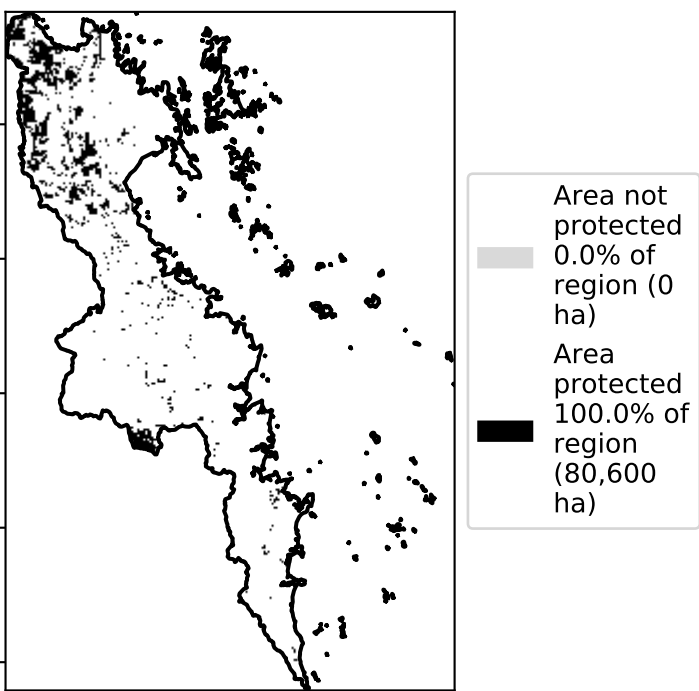 Area not
protected
0.0% of
region (0
ha)
Area
protected
100.0% of
region
(80,600
ha)